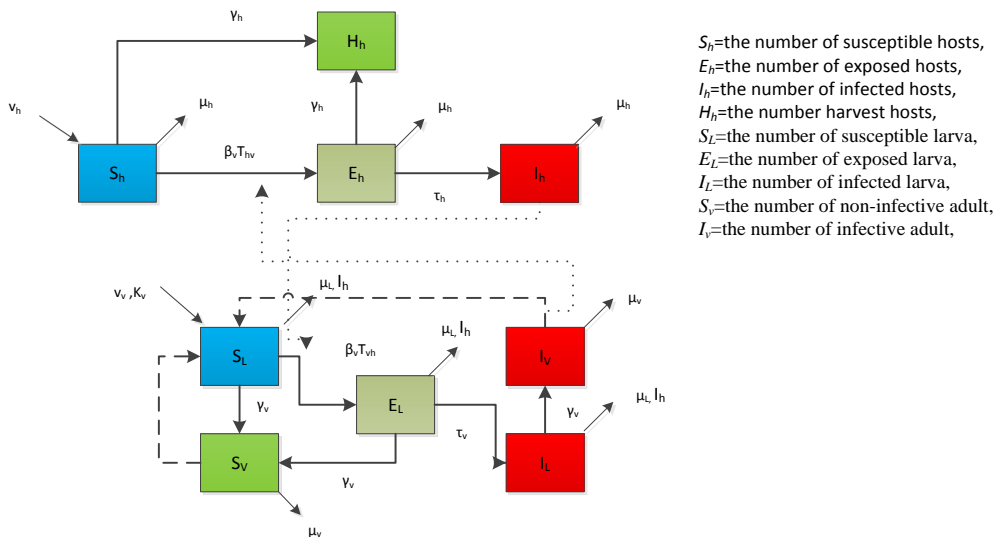 γh
Hh
Sh=the number of susceptible hosts,
Eh=the number of exposed hosts,
Ih=the number of infected hosts,
Hh=the number harvest hosts,
SL=the number of susceptible larva,
EL=the number of exposed larva,
IL=the number of infected larva,
Sv=the number of non-infective adult,
Iv=the number of infective adult,
νh
μh
γh
μh
μh
Sh
βvThv
Eh
τh
Ih
νv ,Kv
μL, Ih
μv
SL
βvTvh
μL, Ih
IV
EL
γv
γv
μL, Ih
SV
γv
τv
IL
μv